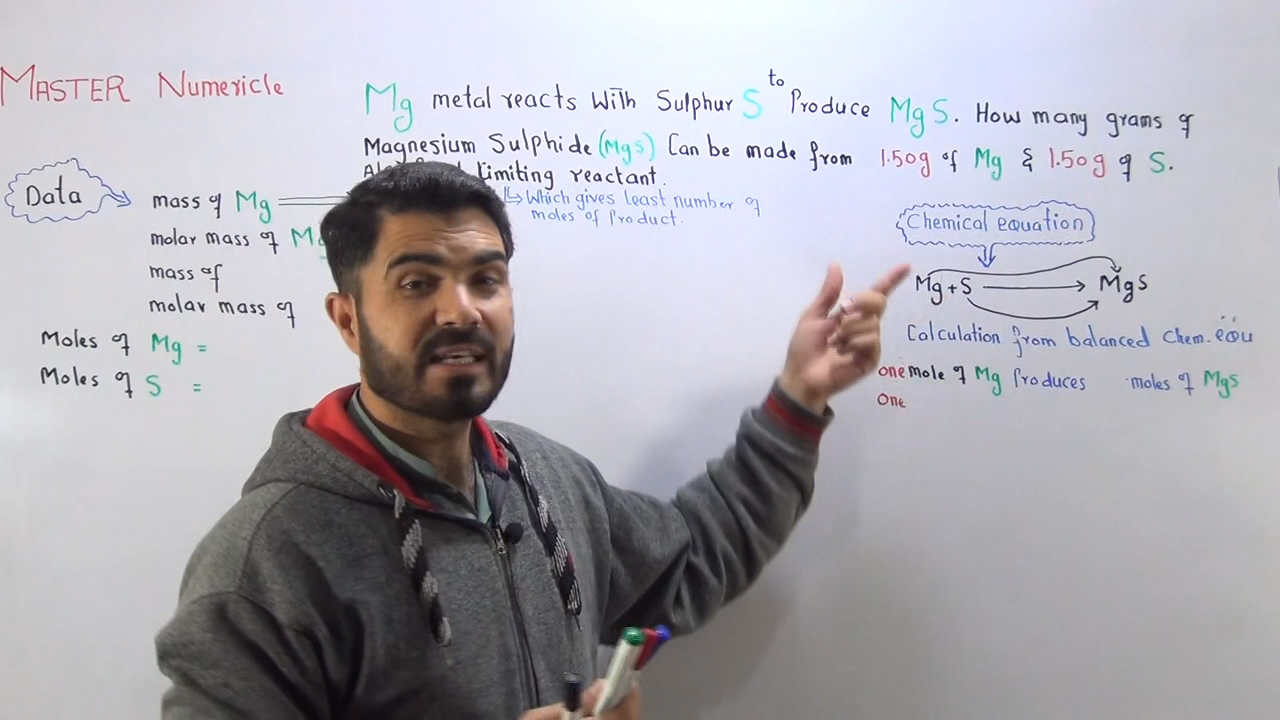 MASTER Numericle
Mg metal reacts With Sulphur S to Produce MgS. How many grams of
Magnesium Sulphide (MgS) Can be made from 1.50g of Mg & 1.50g of S.
limiting reactant.
Which gives least number of
moles of Product.
Data
mass of Mg
molar mass of
mass of
molar mass of
Moles of Mg =
Moles of S =
Chemical equation
Mg + S → MgS
Calculation from balanced Chem. equ
one mole of Mg Produces moles of MgS
One